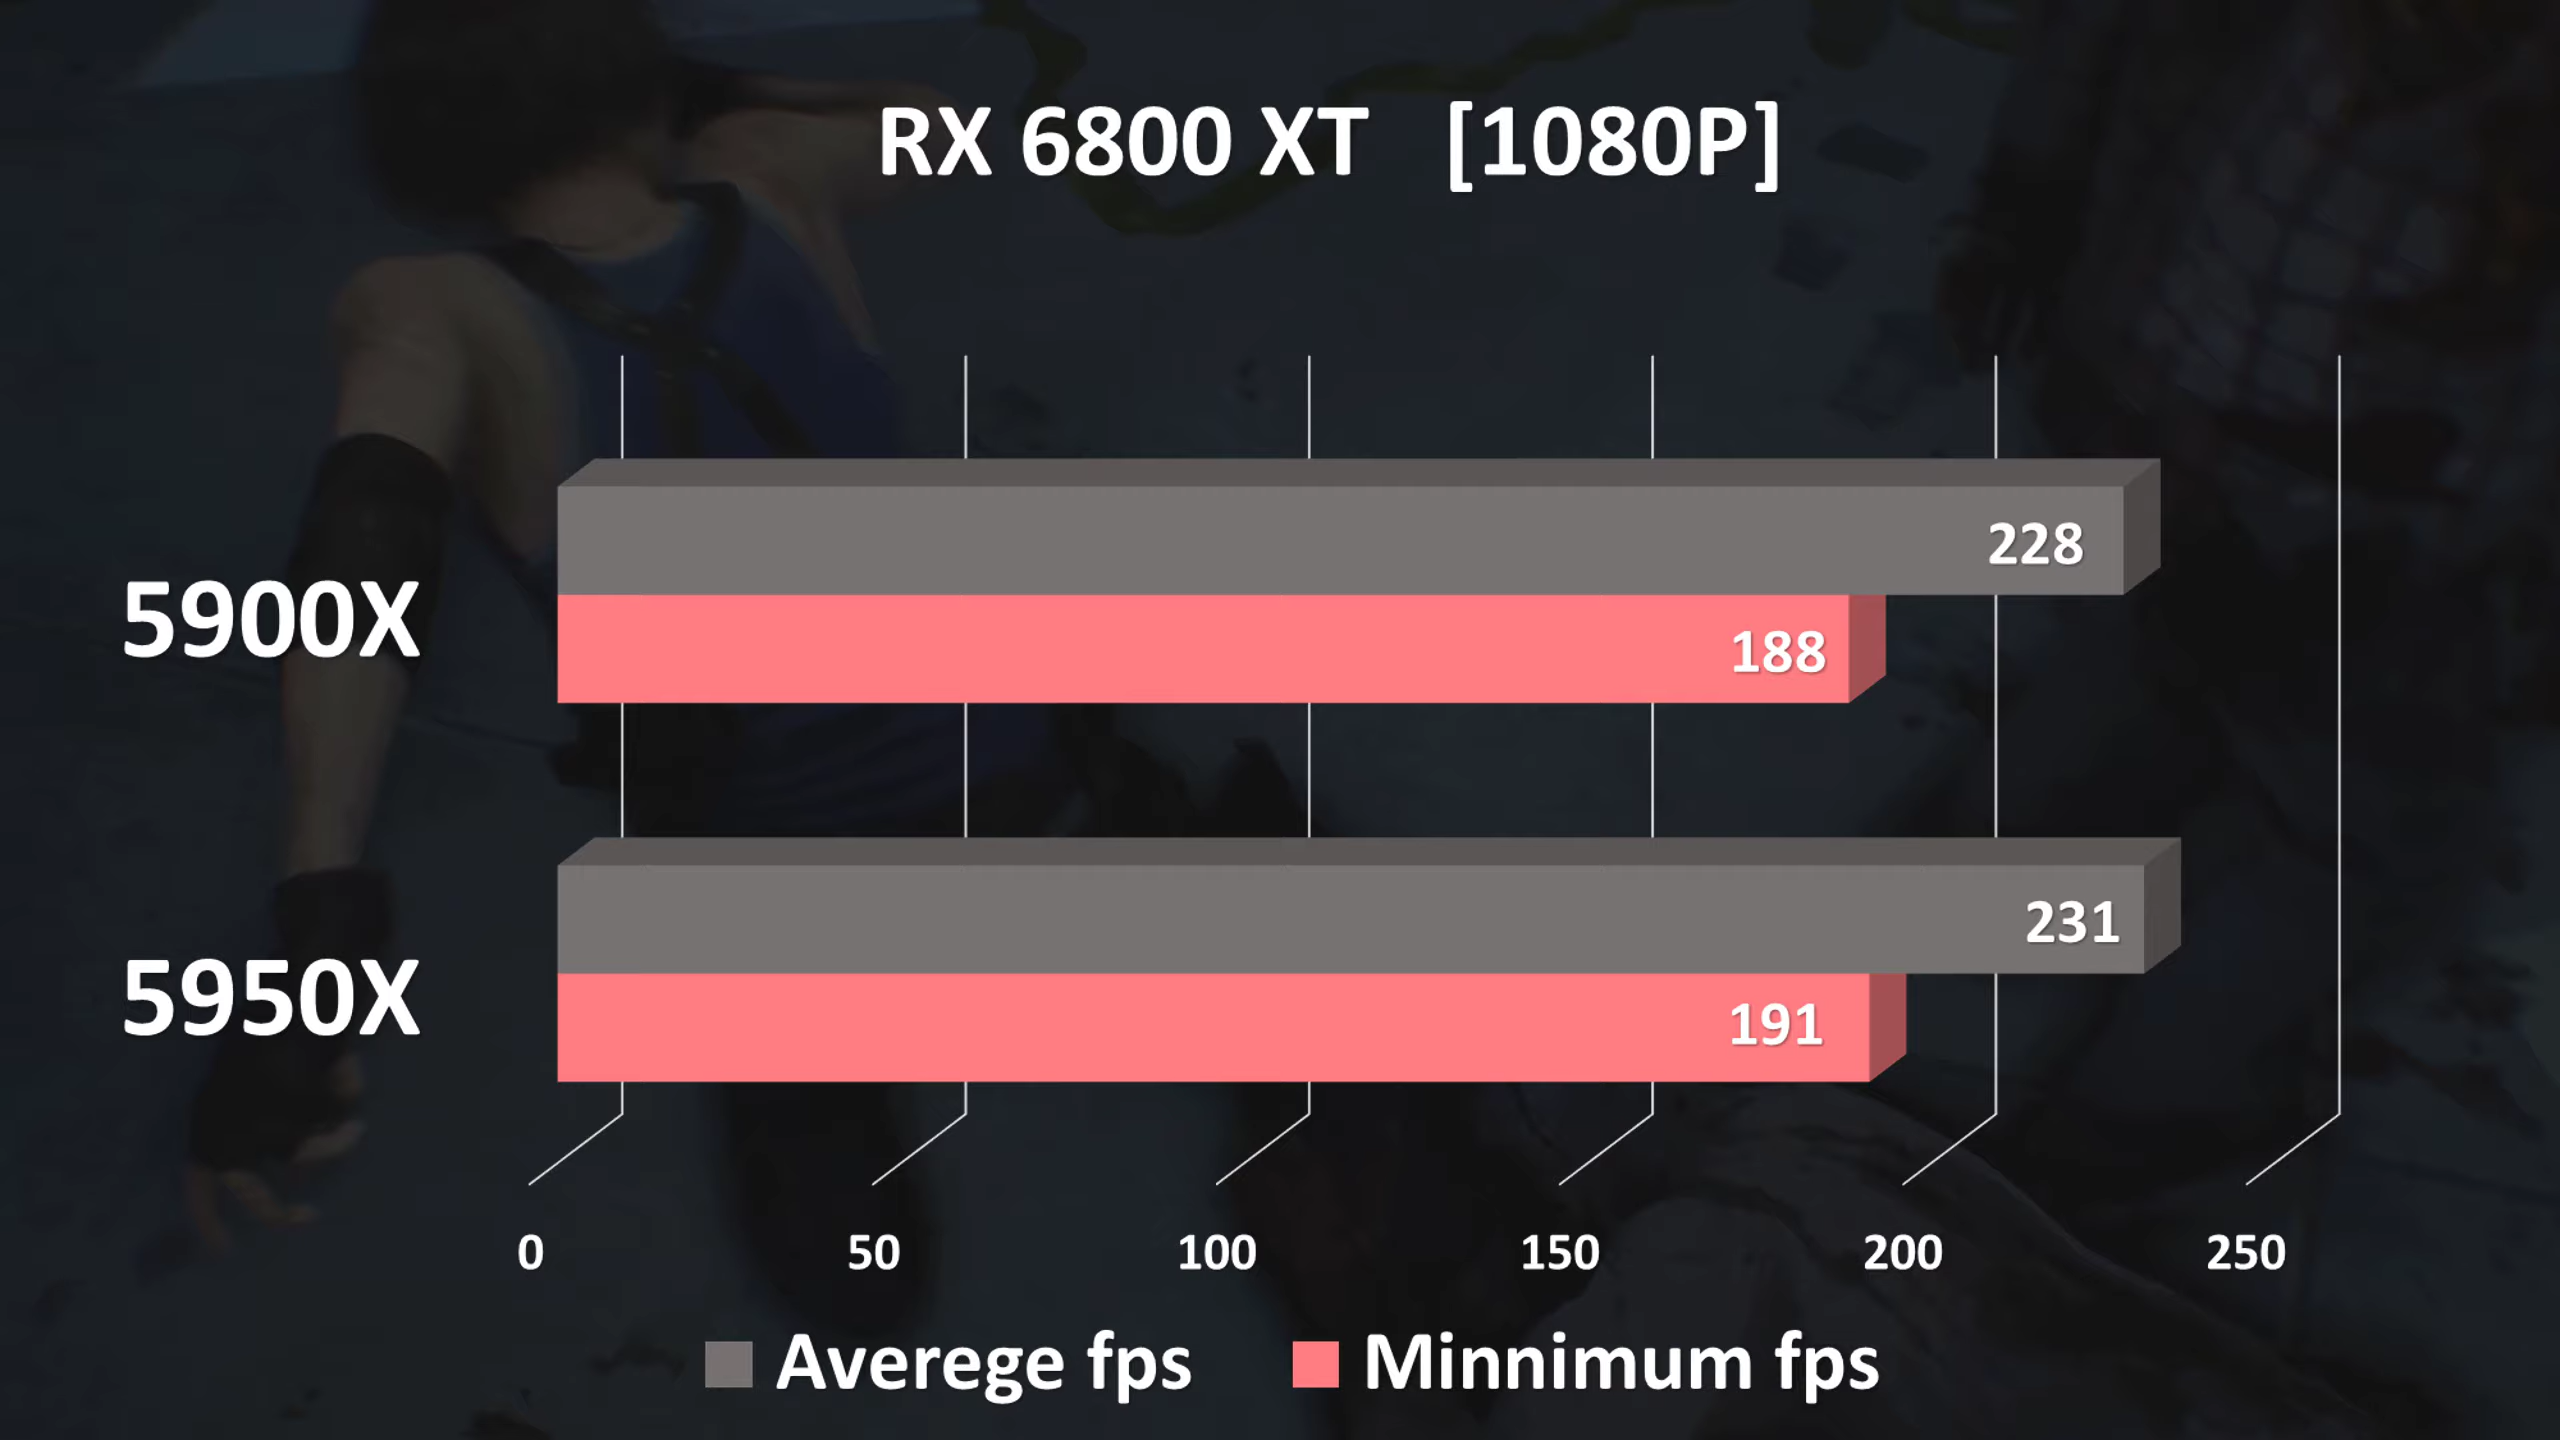 RX 6800 XT [1080P]
228
5900X
188
231
5950X
191
0 50 100 150 200 250
Averege fps Minnimum fps